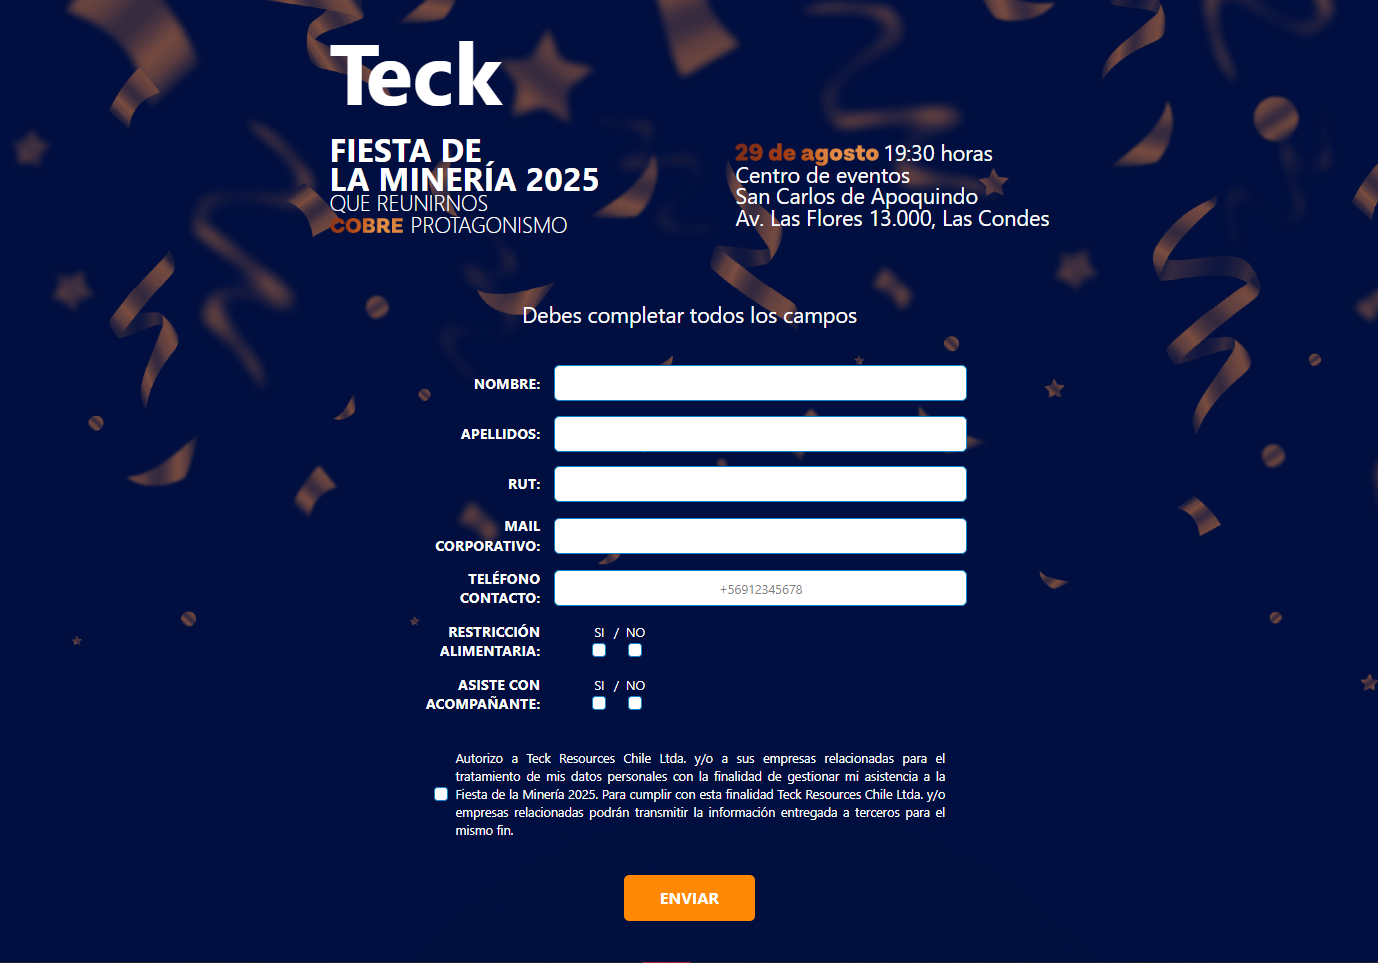 Teck
FIESTA DE
LA MINERÍA 2025
QUE REUNIRNOS
COBRE PROTAGONISMO
29 de agosto 19:30 horas
Centro de eventos
San Carlos de Apoquindo
Av. Las Flores 13.000, Las Condes
Debes completar todos los campos
NOMBRE:
APELLIDOS:
RUT:
MAIL
CORPORATIVO:
TELÉFONO
CONTACTO:
+56912345678
RESTRICCIÓN
ALIMENTARIA:
SI / NO
ASISTE CON
ACOMPAÑANTE:
SI / NO
Autorizo a Teck Resources Chile Ltda. y/o a sus empresas relacionadas para el
tratamiento de mis datos personales con la finalidad de gestionar mi asistencia a la
Fiesta de la Minería 2025. Para cumplir con esta finalidad Teck Resources Chile Ltda. y/o
empresas relacionadas podrán transmitir la información entregada a terceros para el
mismo fin.
ENVIAR